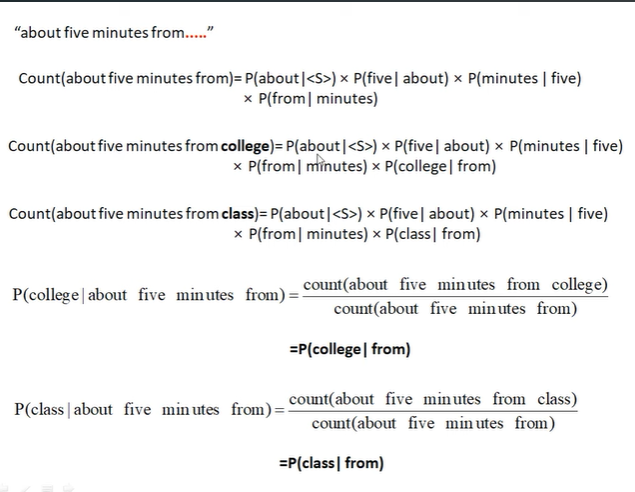 “about five minutes from.....”
Count(about five minutes from)= P(about|<S>) × P(five| about) × P(minutes | five)
× P(from| minutes)
Count(about five minutes from college)= P(about|<S>) × P(five| about) × P(minutes | five)
× P(from| minutes) × P(college| from)
Count(about five minutes from class)= P(about|<S>) × P(five| about) × P(minutes | five)
× P(from| minutes) × P(class| from)
P(college | about five minutes from) = count(about five minutes from college)
count(about five minutes from)
=P(college| from)
P(class | about five minutes from) = count(about five minutes from class)
count(about five minutes from)
=P(class| from)